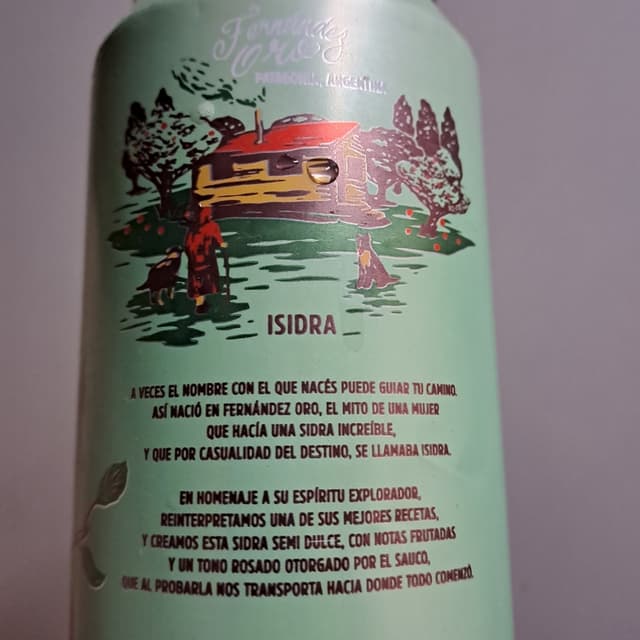 Fernández
Oro
PATAGONIA, ARGENTINA
ISIDRA
A VECES EL NOMBRE CON EL QUE NACÉS PUEDE GUIAR TU CAMINO.
ASÍ NACIÓ EN FERNÁNDEZ ORO, EL MITO DE UNA MUJER
QUE HACÍA UNA SIDRA INCREÍBLE,
Y QUE POR CASUALIDAD DEL DESTINO, SE LLAMABA ISIDRA.
EN HOMENAJE A SU ESPÍRITU EXPLORADOR,
REINTERPRETAMOS UNA DE SUS MEJORES RECETAS,
Y CREAMOS ESTA SIDRA SEMI DULCE, CON NOTAS FRUTADAS
Y UN TONO ROSADO OTORGADO POR EL SAUCO,
QUE AL PROBARLA NOS TRANSPORTA HACIA DONDE TODO COMENZÓ.